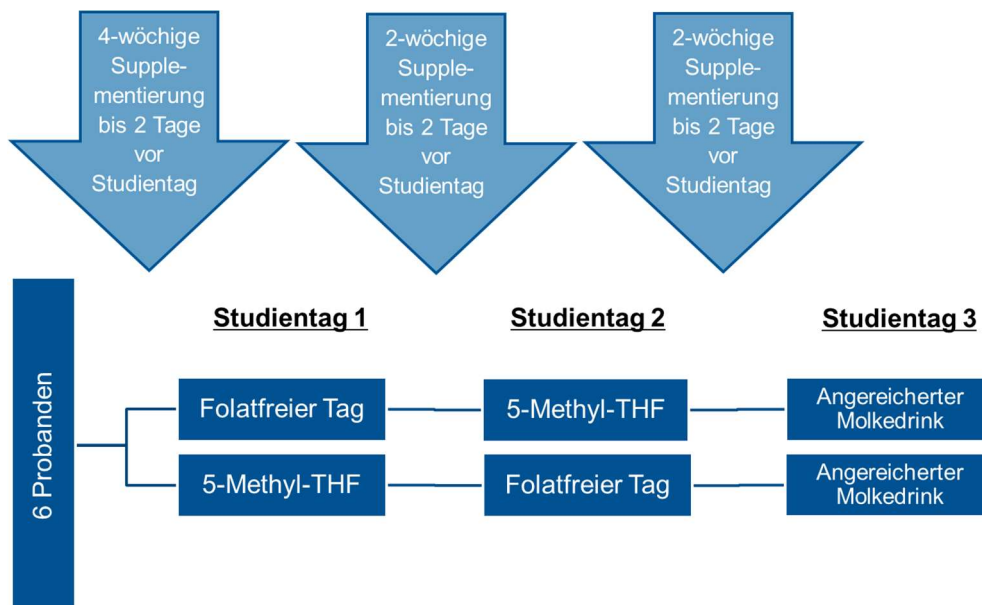 4-wöchige
Supple-
mentierung
bis 2 Tage
vor
Studientag
2-wöchige
Supple-
mentierung
bis 2 Tage
vor
Studientag
2-wöchige
Supple-
mentierung
bis 2 Tage
vor
Studientag
6 Probanden
Studientag 1
Studientag 2
Studientag 3
Folatfreier Tag
5-Methyl-THF
Angereicherter
Molkedrink
5-Methyl-THF
Folatfreier Tag
Angereicherter
Molkedrink